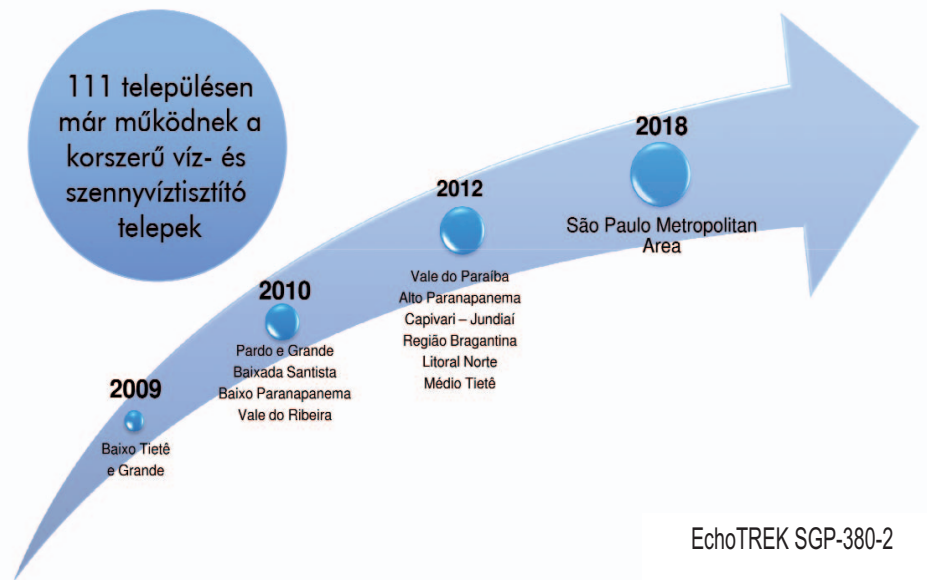 111 településen
már működnek a
korszerű víz- és
szennyvíztisztító
telepek
2009
Baixo Tietê
e Grande
2010
Pardo e Grande
Baixada Santista
Baixo Paranapanema
Vale do Ribeira
2012
Vale do Paraíba
Alto Paranapanema
Capivari – Jundiaí
Região Bragantina
Litoral Norte
Médio Tietê
2018
São Paulo Metropolitan
Area
EchoTREK SGP-380-2